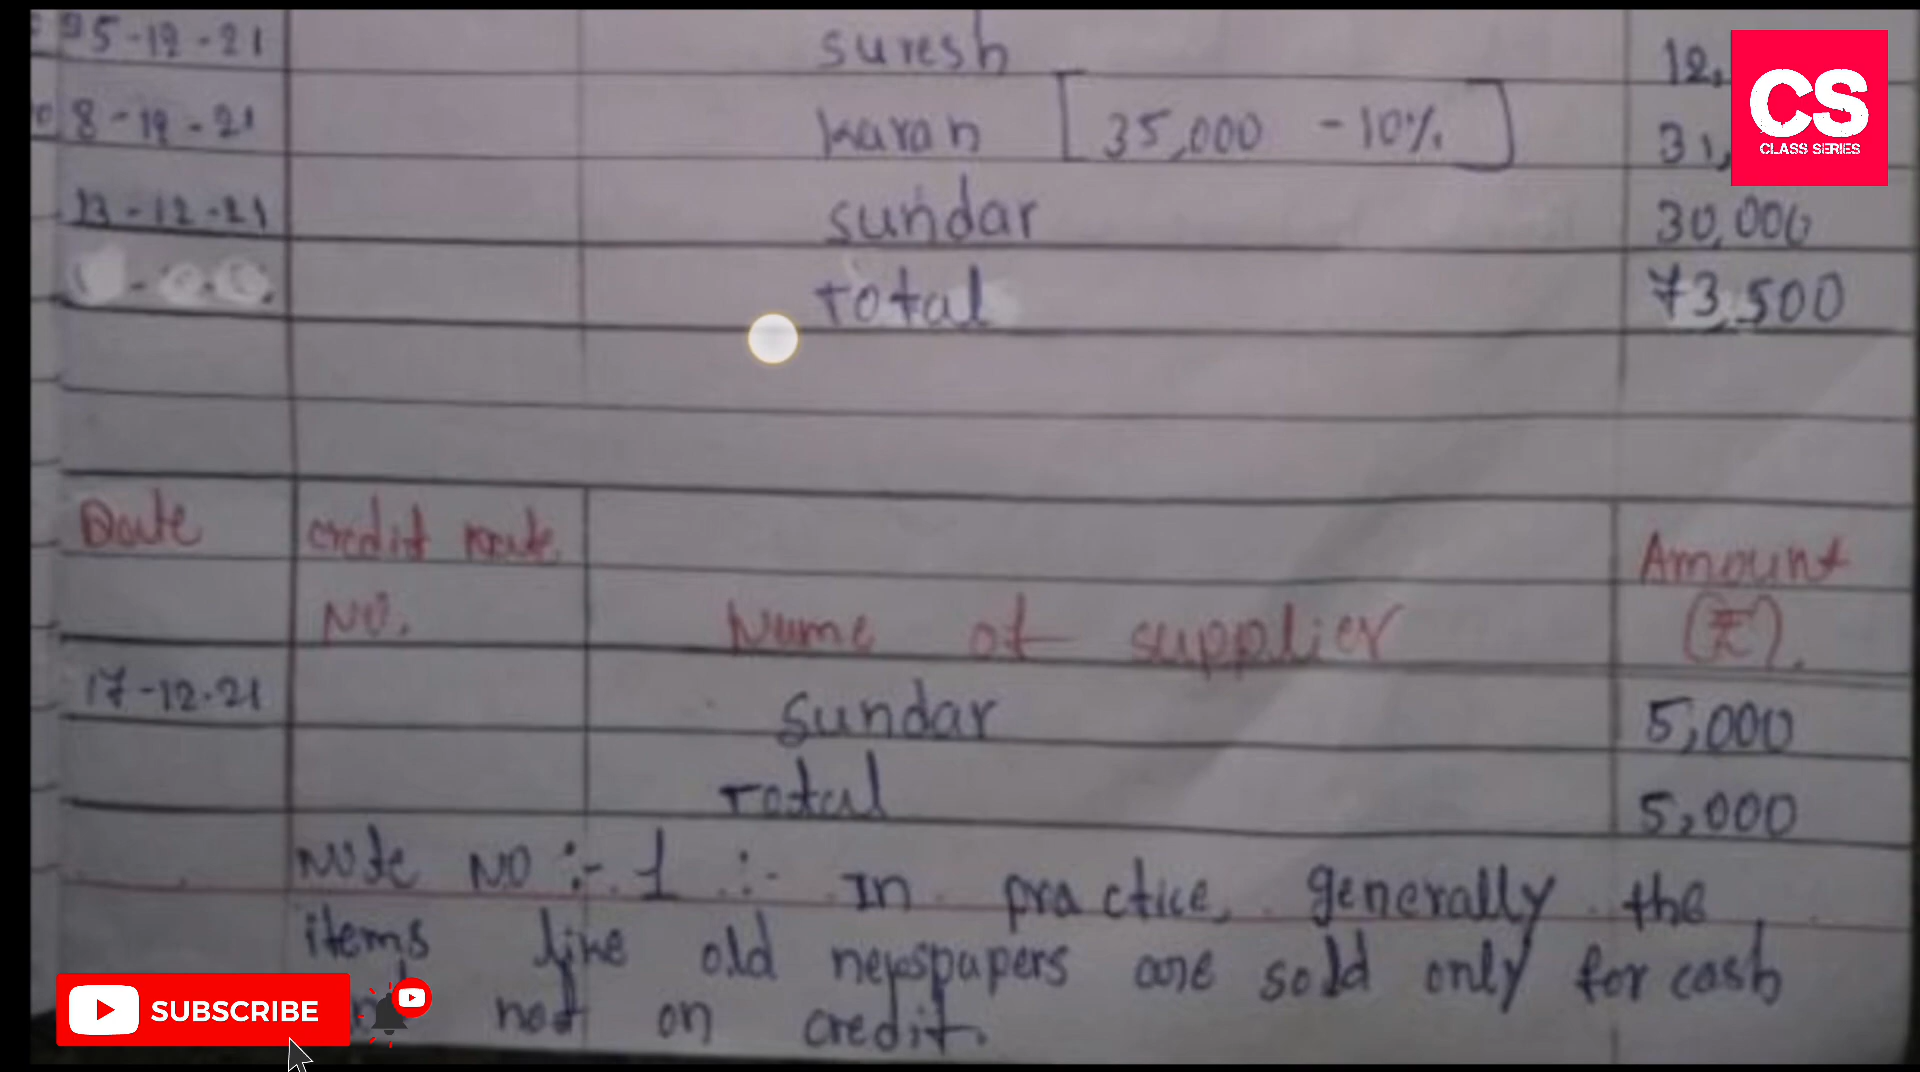 25-12-21 suresh 12,
8-12-21 karan [35,000 -10%] 31,
13-12-21 sundar 30,000
Total 73,500
Date credit note No. Name of supplier Amount (₹).
17-12-21 sundar 5,000
Total 5,000
Note NO :- 1 :- In practice, generally the
items like old newspapers are sold only for cash
not on credit.
CS
CLASS SERIES
SUBSCRIBE